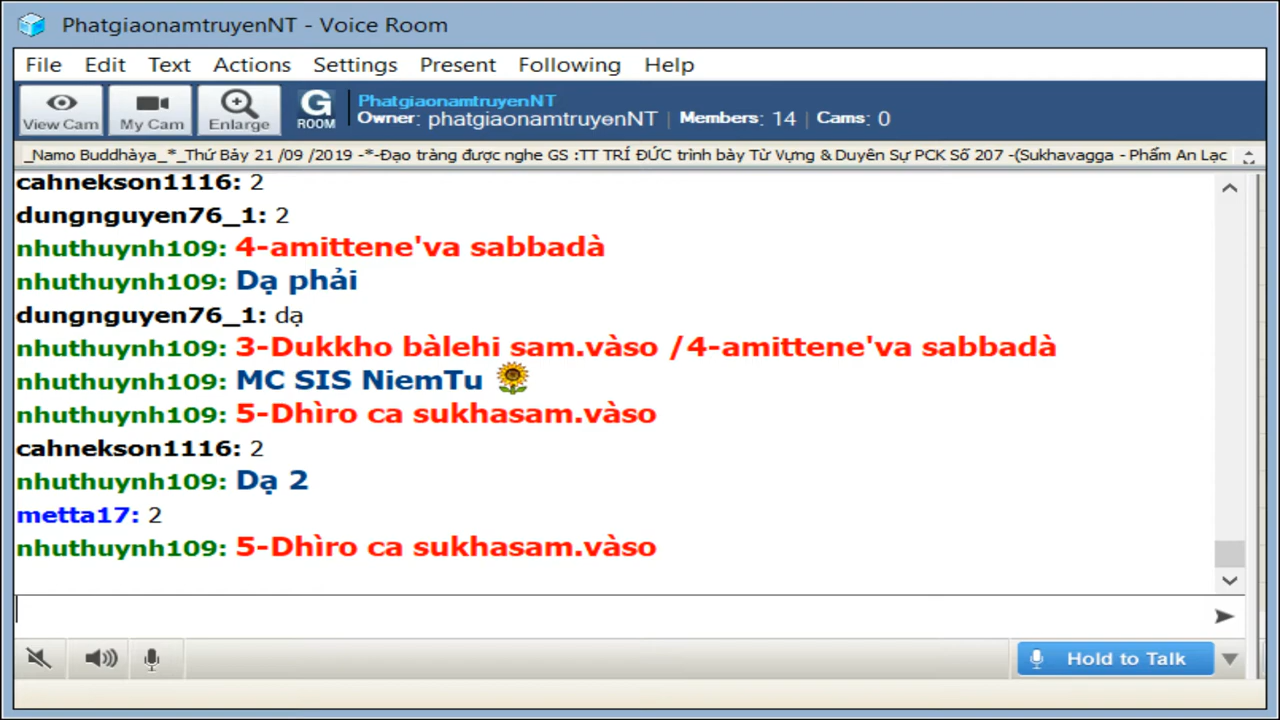 PhatgiaonamtruyenNT - Voice Room
File Edit Text Actions Settings Present Following Help
View Cam My Cam Enlarge G ROOM
PhatgiaonamtruyenNT
Owner: phatgiaonamtruyenNT Members: 14 Cams: 0
_Namo Buddhàya_*_Thứ Bảy 21 /09 /2019 -*-Đạo tràng được nghe GS :TT TRÍ ĐỨC trình bày Từ Vựng & Duyên Sự PCK Số 207 -(Sukhavagga - Phẩm An Lạc
cahnekson1116: 2
dungnguyen76_1: 2
nhuthuynh109: 4-amittene'va sabbadà
nhuthuynh109: Dạ phải
dungnguyen76_1: dạ
nhuthuynh109: 3-Dukkho bàlehi sam.vàso /4-amittene'va sabbadà
nhuthuynh109: MC SIS NiemTu
nhuthuynh109: 5-Dhìro ca sukhasam.vàso
cahnekson1116: 2
nhuthuynh109: Dạ 2
metta17: 2
nhuthuynh109: 5-Dhìro ca sukhasam.vàso
Hold to Talk